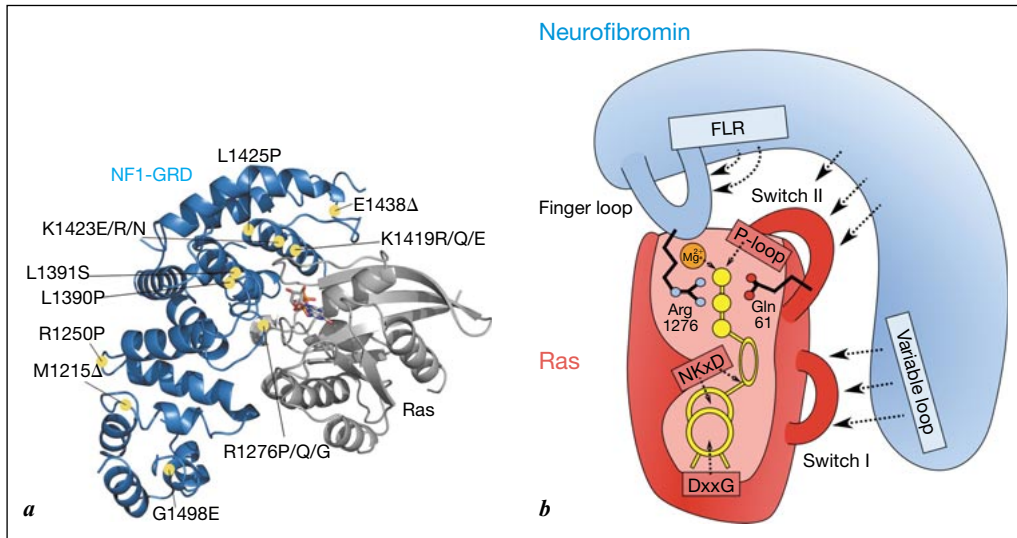 NF1-GRD
L1425P
E1438Δ
K1423E/R/N
K1419R/Q/E
L1391S
L1390P
R1250P
M1215Δ
Ras
R1276P/Q/G
G1498E
a
Neurofibromin
FLR
Finger loop
Switch II
P-loop
Mg2+
Arg
1276
Gln
61
Ras
NKxD
Variable loop
Switch I
DxxG
b